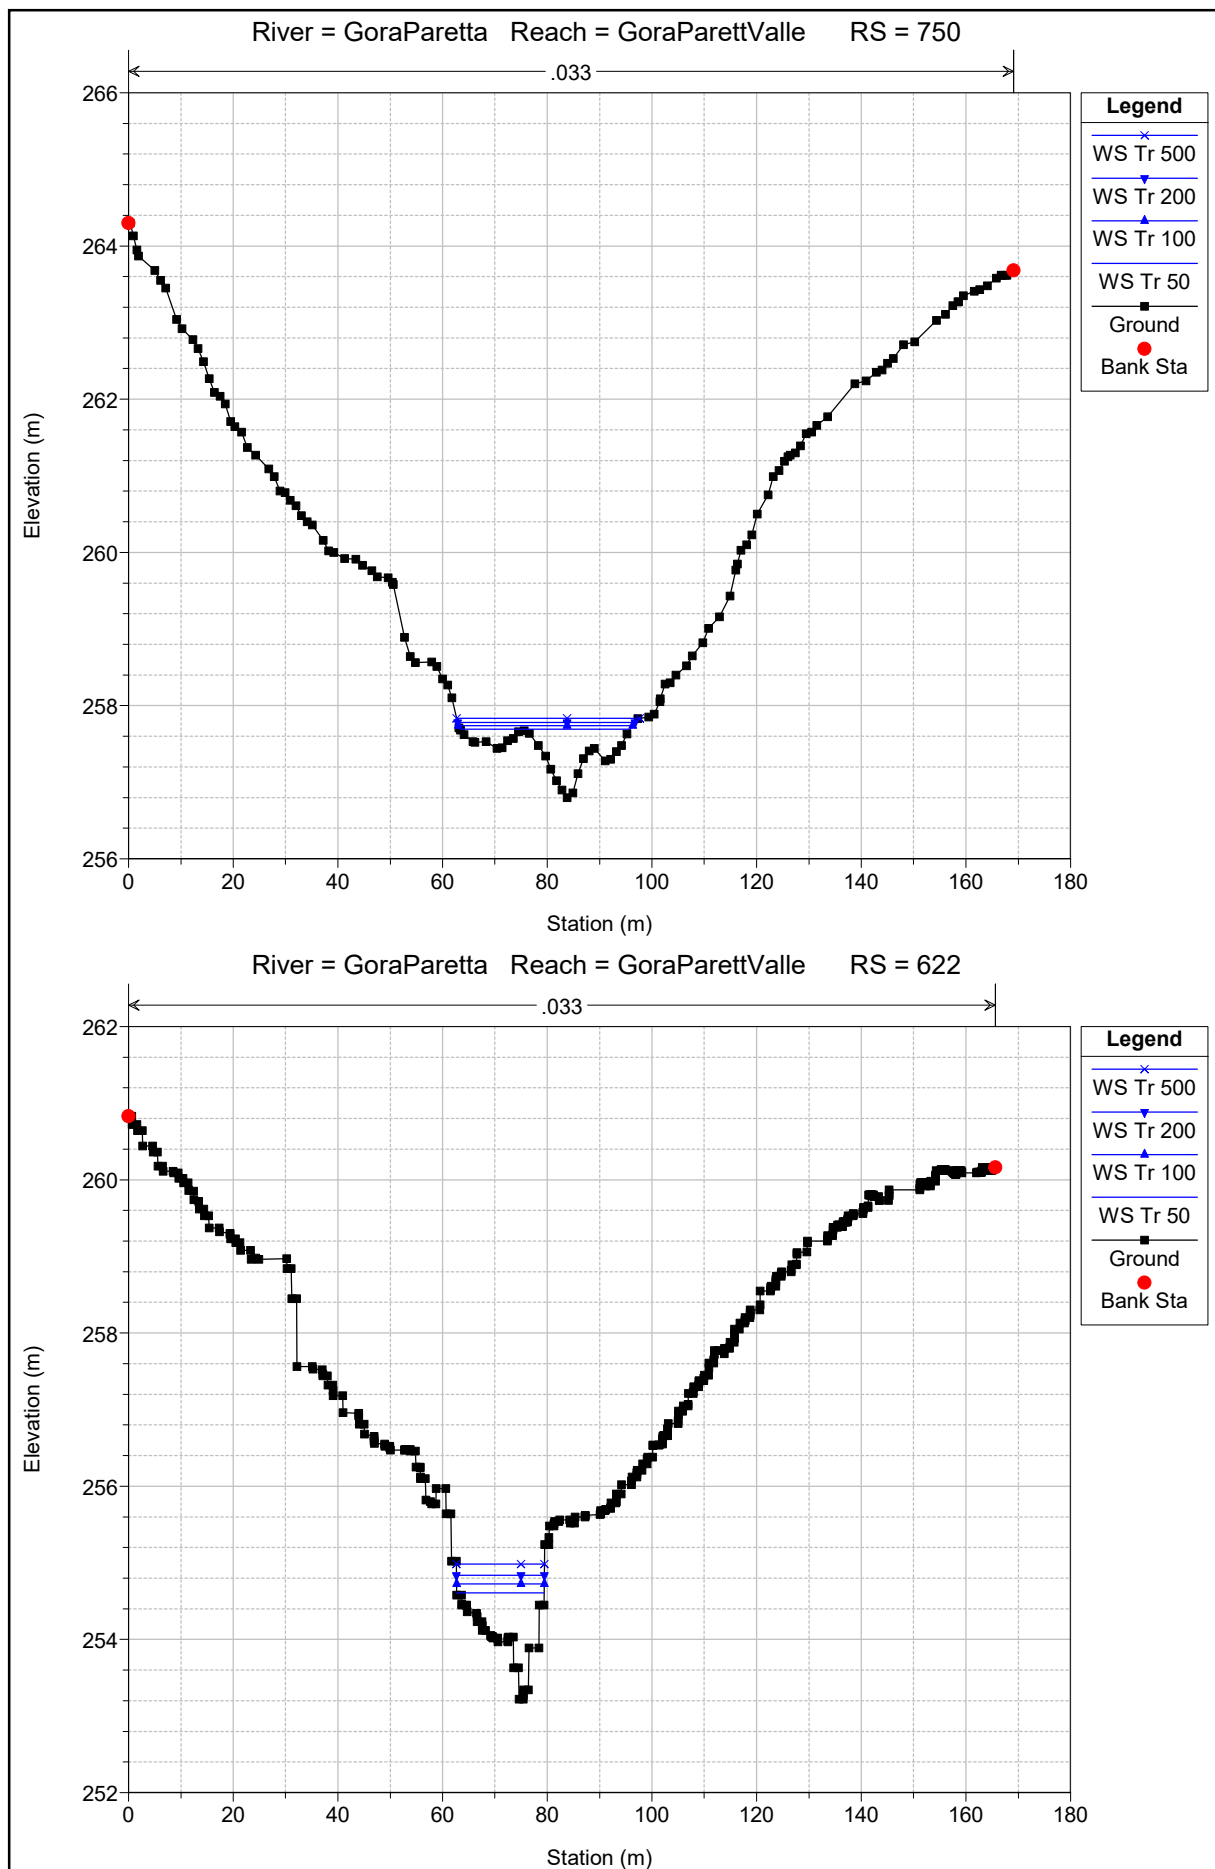 River = GoraParetta   Reach = GoraParettValle      RS = 750
.033
266
264
262
260
258
256
Elevation (m)
0 20 40 60 80 100 120 140 160 180
Station (m)
Legend
WS Tr 500
WS Tr 200
WS Tr 100
WS Tr 50
Ground
Bank Sta
River = GoraParetta   Reach = GoraParettValle      RS = 622
.033
262
260
258
256
254
252
Elevation (m)
0 20 40 60 80 100 120 140 160 180
Station (m)
Legend
WS Tr 500
WS Tr 200
WS Tr 100
WS Tr 50
Ground
Bank Sta